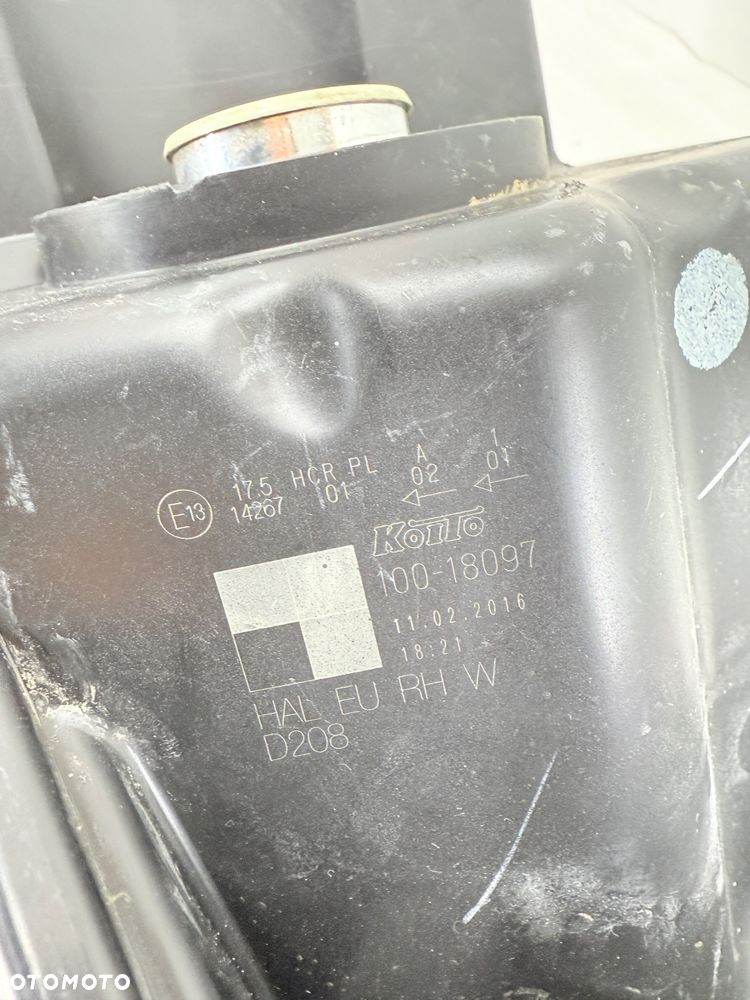 E13
17.5 HCR PL A 1
14267 01 02 01
KOITO
100-18097
11.02.2016
18:21
HAL EU RH W
D208
OTOMOTO